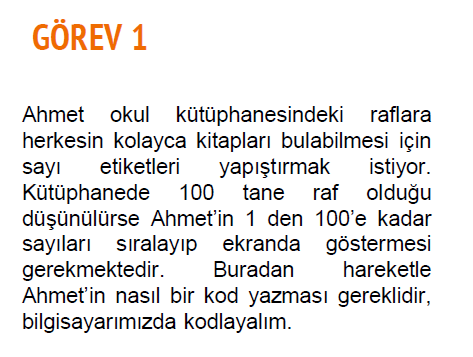 GÖREV 1
Ahmet okul kütüphanesindeki raflara
herkesin kolayca kitapları bulabilmesi için
sayı etiketleri yapıştırmak istiyor.
Kütüphanede 100 tane raf olduğu
düşünülürse Ahmet'in 1 den 100'e kadar
sayıları sıralayıp ekranda göstermesi
gerekmektedir. Buradan hareketle
Ahmet'in nasıl bir kod yazması gereklidir,
bilgisayarımızda kodlayalım.